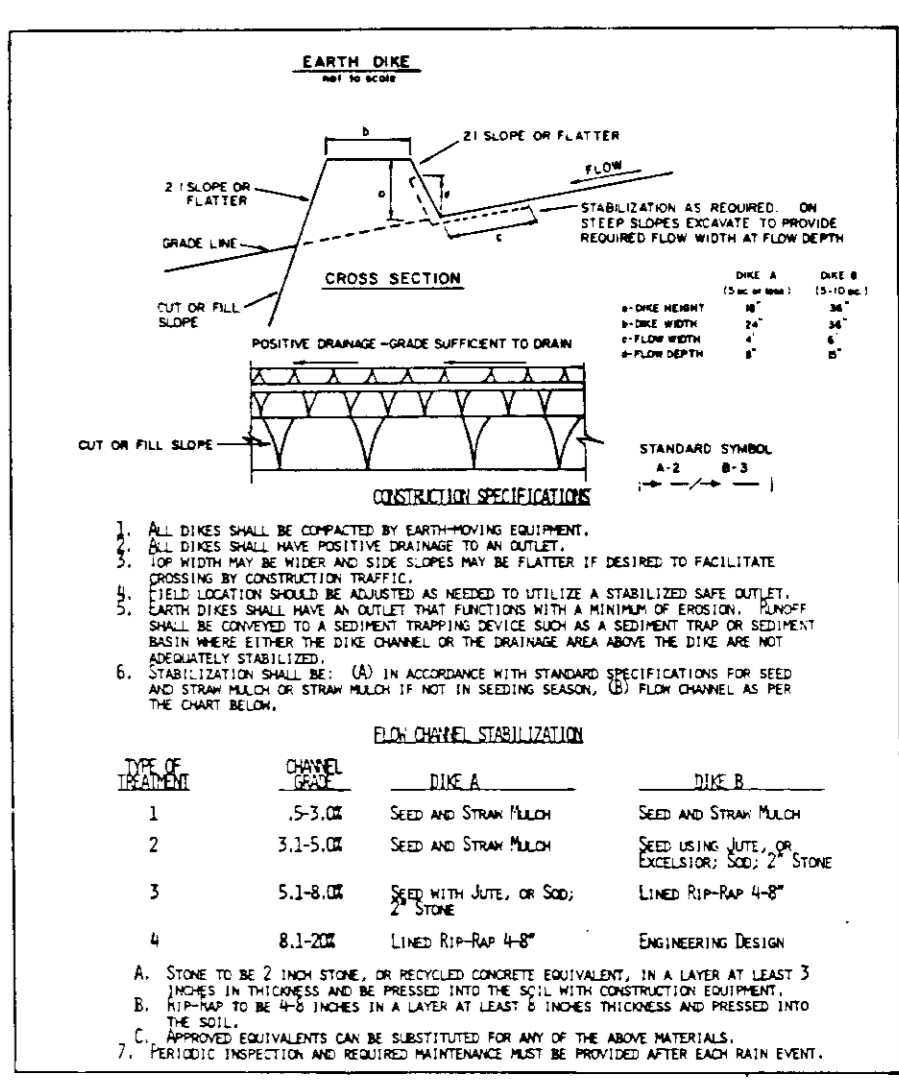 EARTH DIKE
not to scale
b
2:1 SLOPE OR FLATTER
FLOW
2:1 SLOPE OR
FLATTER
a
STABILIZATION AS REQUIRED. ON
STEEP SLOPES EXCAVATE TO PROVIDE
REQUIRED FLOW WIDTH AT FLOW DEPTH
c
GRADE LINE
CROSS SECTION
CUT OR FILL
SLOPE
DIKE A DIKE B
(5 ac. or less) (5-10 ac.)
a-DIKE HEIGHT 18" 36"
b-DIKE WIDTH 24" 36"
c-FLOW WIDTH 4' 6'
d-FLOW DEPTH 8" 15"
POSITIVE DRAINAGE -GRADE SUFFICIENT TO DRAIN
CUT OR FILL SLOPE
STANDARD SYMBOL
A-2 B-3
CONSTRUCTION SPECIFICATIONS
1. ALL DIKES SHALL BE COMPACTED BY EARTH-MOVING EQUIPMENT.
2. ALL DIKES SHALL HAVE POSITIVE DRAINAGE TO AN OUTLET.
3. TOP WIDTH MAY BE WIDER AND SIDE SLOPES MAY BE FLATTER IF DESIRED TO FACILITATE
CROSSING BY CONSTRUCTION TRAFFIC.
4. FIELD LOCATION SHOULD BE ADJUSTED AS NEEDED TO UTILIZE A STABILIZED SAFE OUTLET.
5. EARTH DIKES SHALL HAVE AN OUTLET THAT FUNCTIONS WITH A MINIMUM OF EROSION. RUNOFF
SHALL BE CONVEYED TO A SEDIMENT TRAPPING DEVICE SUCH AS A SEDIMENT TRAP OR SEDIMENT
BASIN WHERE EITHER THE DIKE CHANNEL OR THE DRAINAGE AREA ABOVE THE DIKE ARE NOT
ADEQUATELY STABILIZED.
6. STABILIZATION SHALL BE: (A) IN ACCORDANCE WITH STANDARD SPECIFICATIONS FOR SEED
AND STRAW MULCH OR STRAW MULCH IF NOT IN SEEDING SEASON, (B) FLOW CHANNEL AS PER
THE CHART BELOW.
FLOW CHANNEL STABILIZATION
TYPE OF CHANNEL
TREATMENT GRADE DIKE A DIKE B
1 .5-3.0% SEED AND STRAW MULCH SEED AND STRAW MULCH
2 3.1-5.0% SEED AND STRAW MULCH SEED USING JUTE, OR
EXCELSIOR; SOD; 2" STONE
3 5.1-8.0% SEED WITH JUTE, OR SOD; LINED RIP-RAP 4-8"
2" STONE
4 8.1-20% LINED RIP-RAP 4-8" ENGINEERING DESIGN
A. STONE TO BE 2 INCH STONE, OR RECYCLED CONCRETE EQUIVALENT, IN A LAYER AT LEAST 3
INCHES IN THICKNESS AND BE PRESSED INTO THE SOIL WITH CONSTRUCTION EQUIPMENT.
B. RIP-RAP TO BE 4-8 INCHES IN A LAYER AT LEAST 8 INCHES THICKNESS AND PRESSED INTO
THE SOIL.
C. APPROVED EQUIVALENTS CAN BE SUBSTITUTED FOR ANY OF THE ABOVE MATERIALS.
7. PERIODIC INSPECTION AND REQUIRED MAINTENANCE MUST BE PROVIDED AFTER EACH RAIN EVENT.